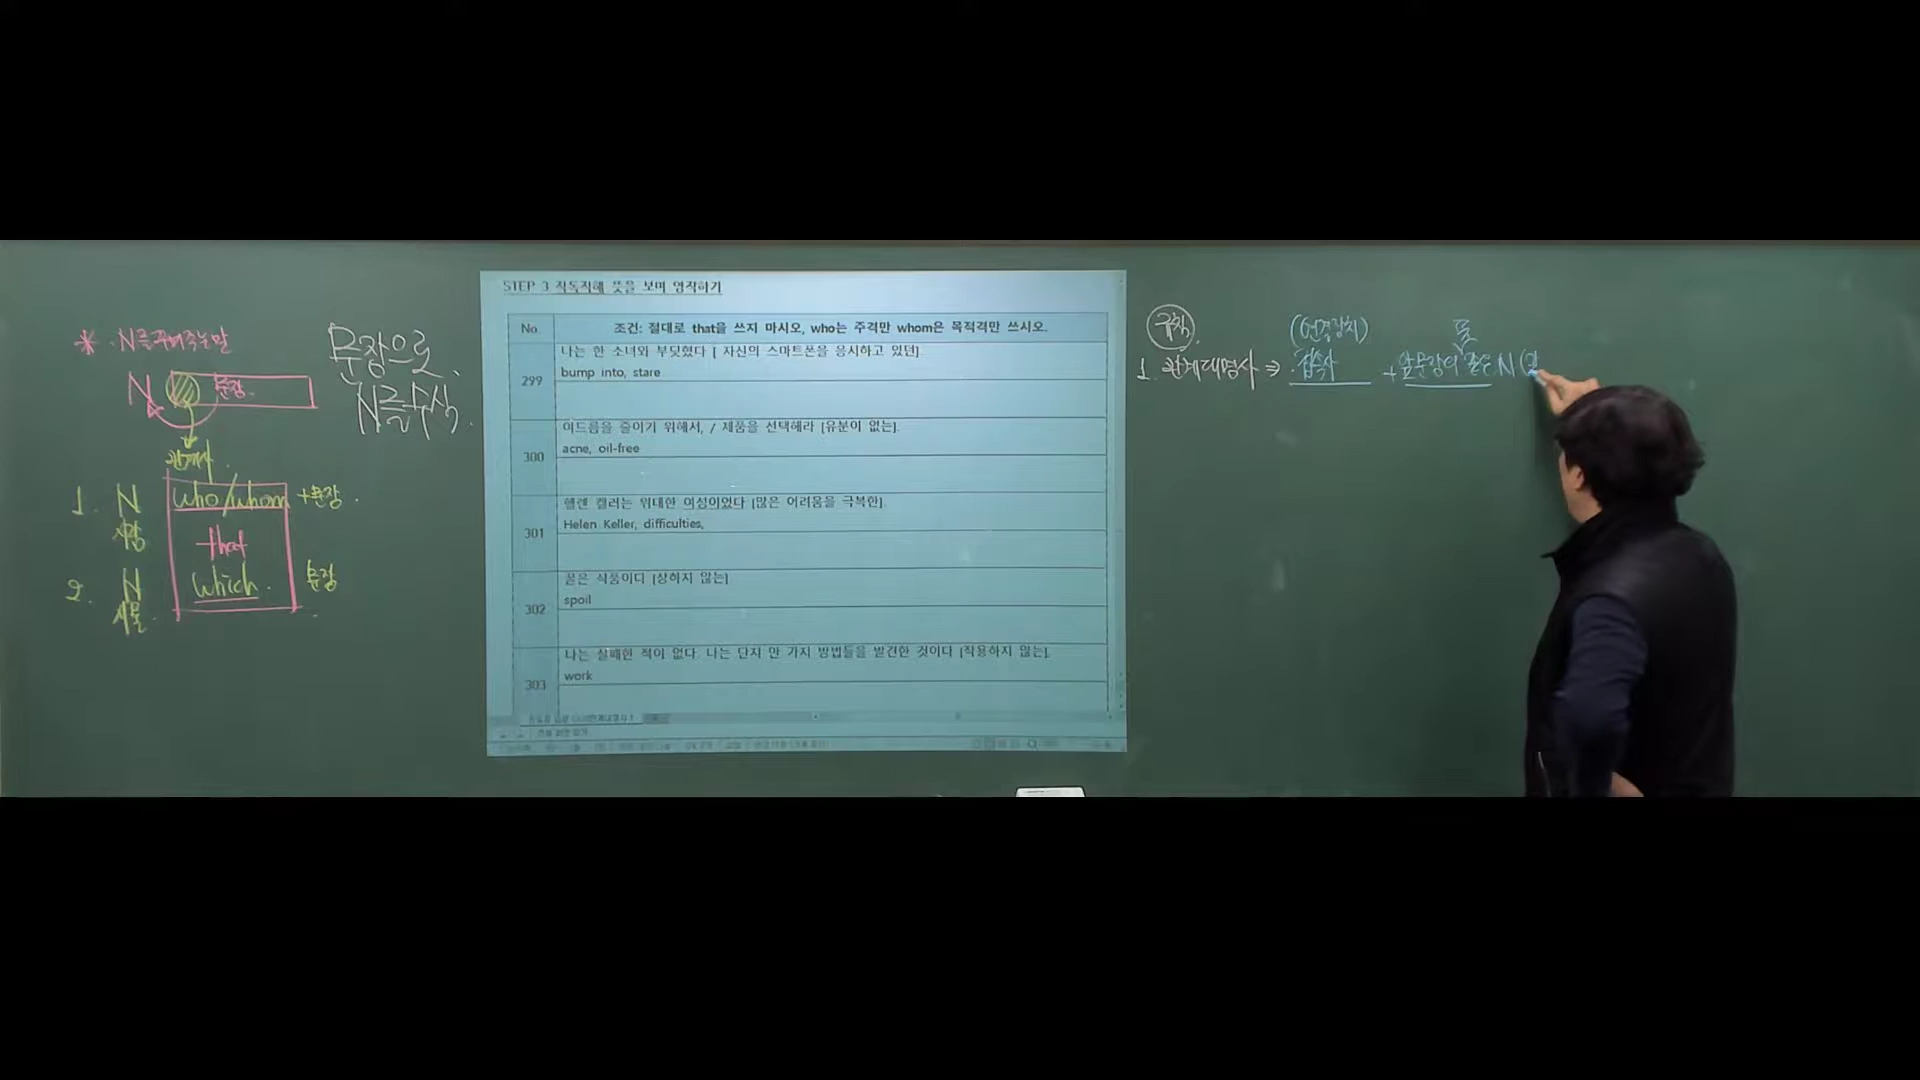 * N를 꾸며주는말
N 문장.
관계사.
1. N who/whom +문장.
사람 that
2. N which. 문장
사물.
문장으로
N를 수식.
STEP 3 직독직해 뜻을 보며 영작하기
No. 조건: 절대로 that을 쓰지 마시오, who는 주격만 whom은 목적격만 쓰시오.
299 나는 한 소녀와 부딪혔다 [ 자신의 스마트폰을 응시하고 있던].
bump into, stare
300 여드름을 줄이기 위해서, / 제품을 선택해라 [유분이 없는].
acne, oil-free
301 헬렌 켈러는 위대한 여성이었다 [많은 어려움을 극복한].
Helen Keller, difficulties,
302 꿀은 식품이다 [상하지 않는]
spoil
303 나는 실패한 적이 없다. 나는 단지 만 가지 방법들을 발견한 것이다 [작용하지 않는].
work
규칙.
(연결장치) 똑
1. 관계대명사 ⇒ 접속사 + 앞문장의 같은 N (